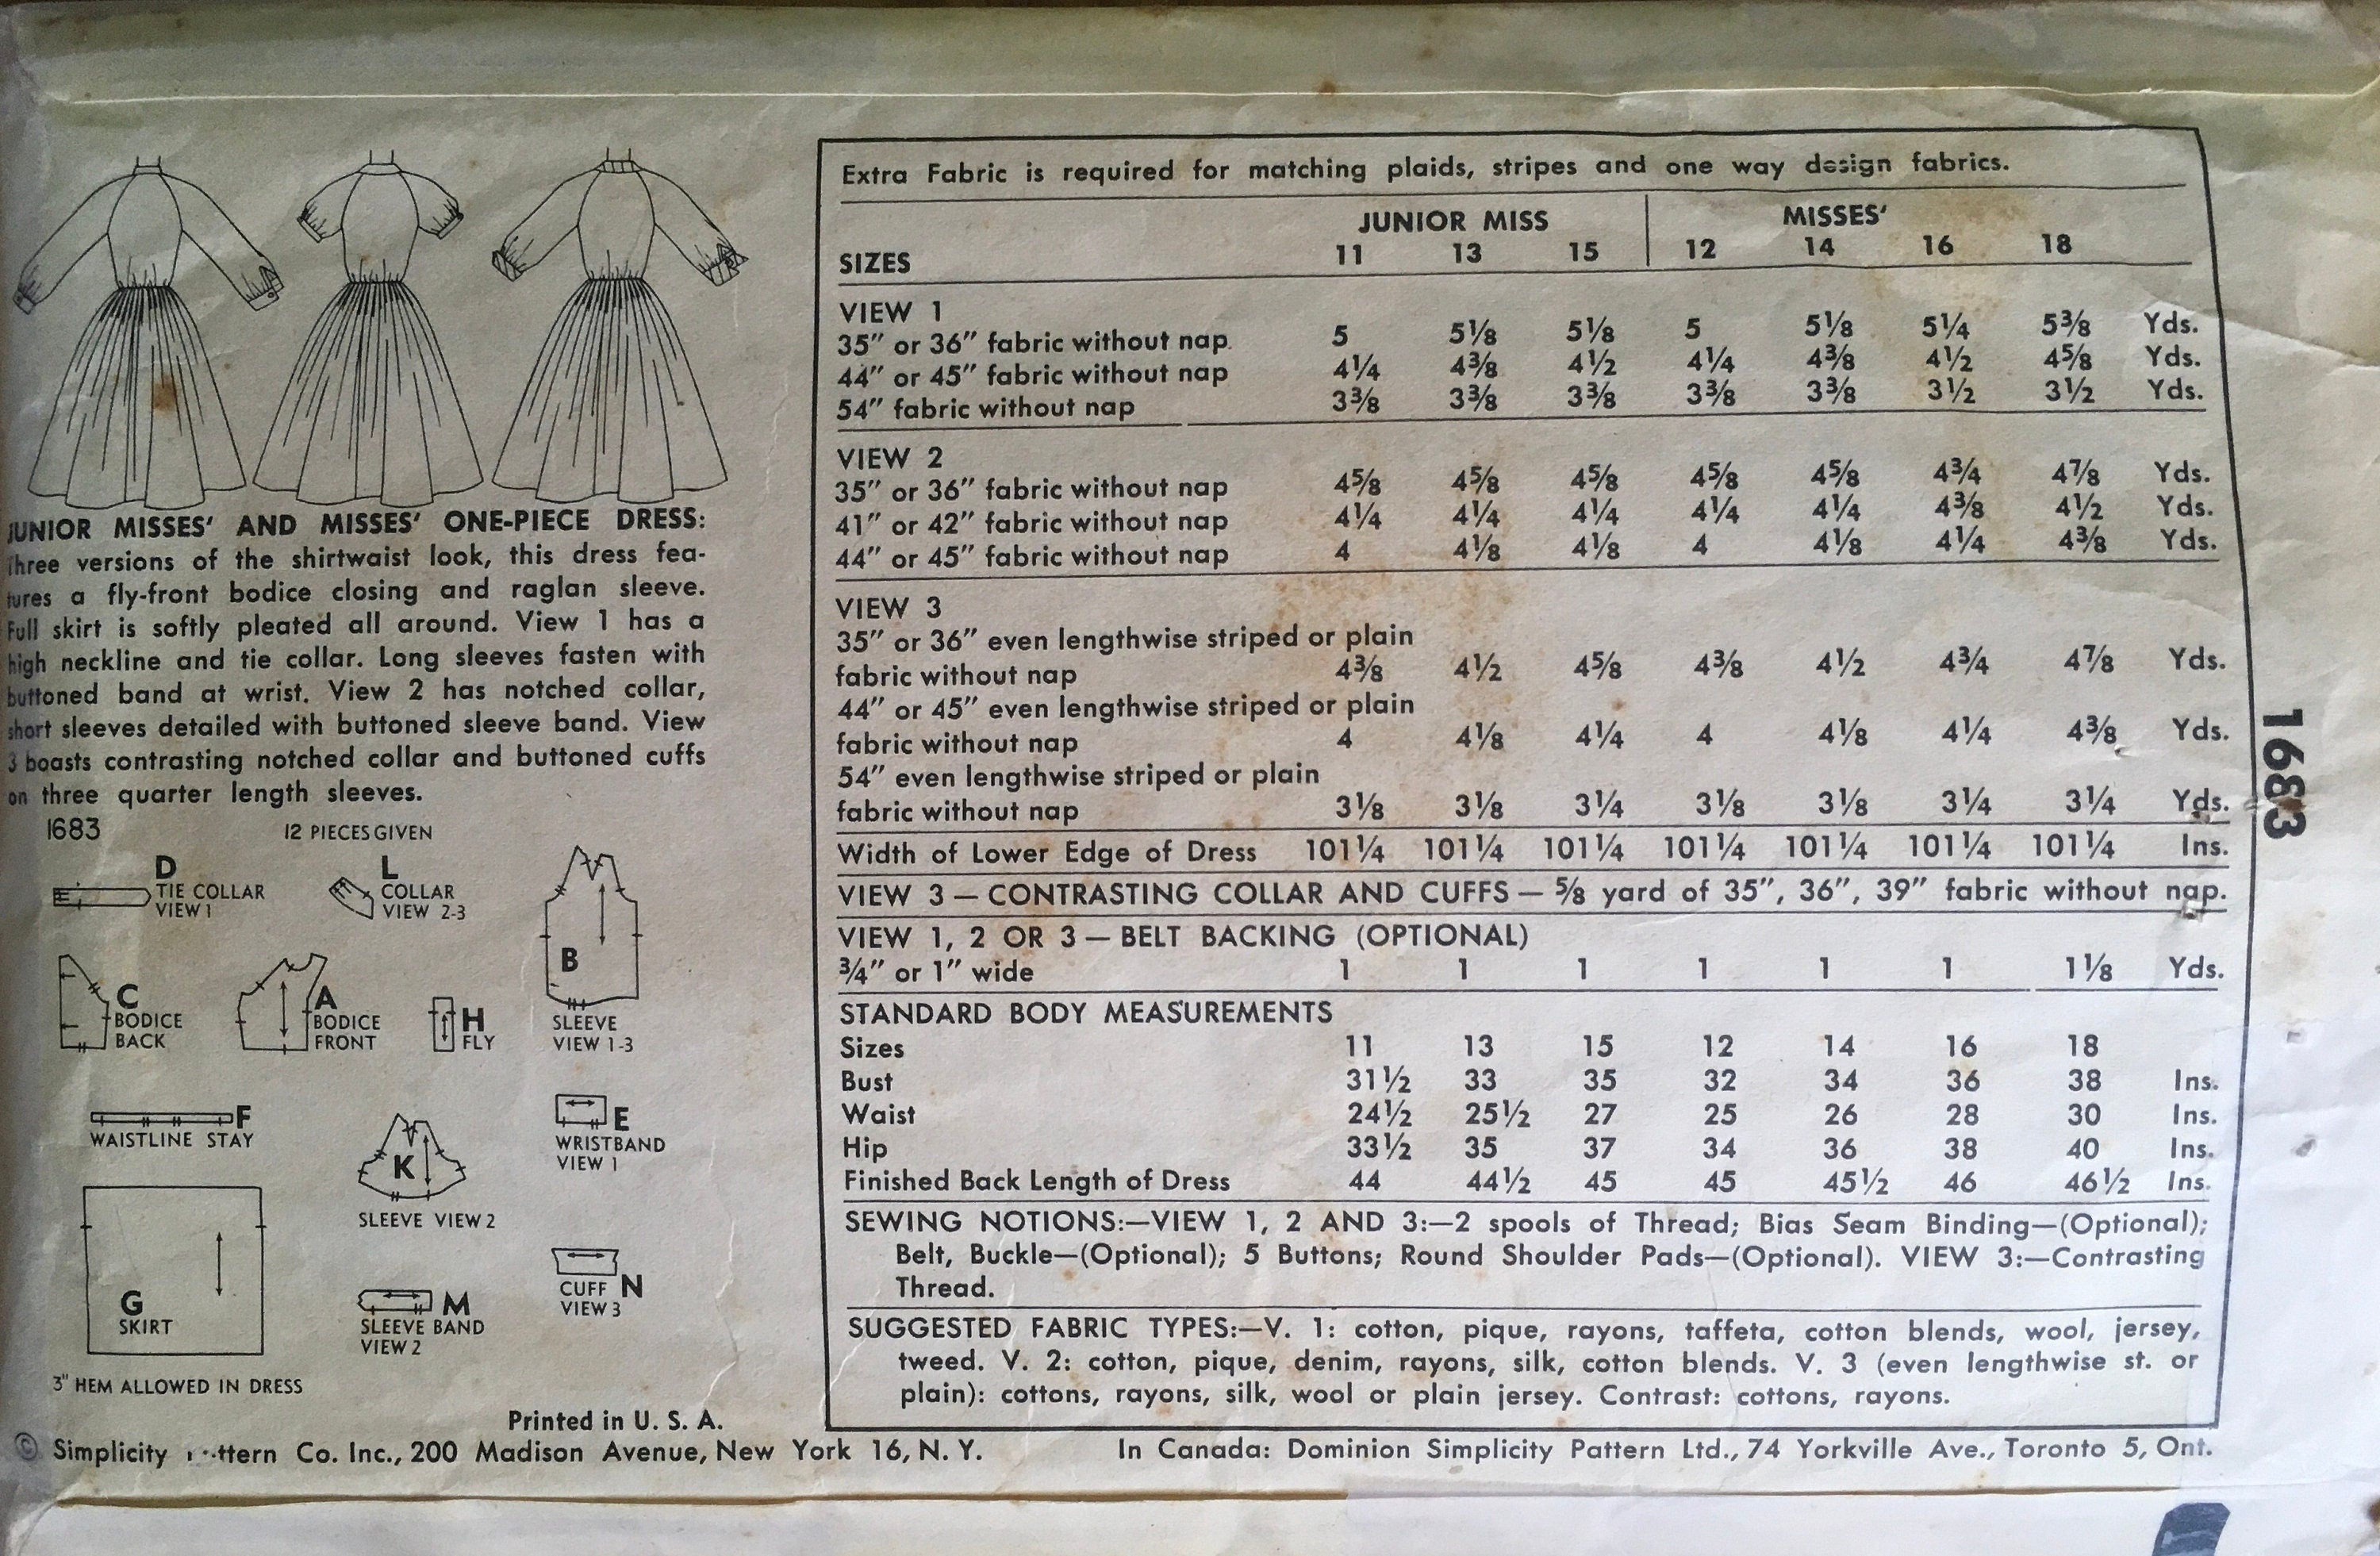 JUNIOR MISSES' AND MISSES' ONE-PIECE DRESS:
Three versions of the shirtwaist look, this dress fea-
tures a fly-front bodice closing and raglan sleeve.
Full skirt is softly pleated all around. View 1 has a
high neckline and tie collar. Long sleeves fasten with
buttoned band at wrist. View 2 has notched collar,
short sleeves detailed with buttoned sleeve band. View
3 boasts contrasting notched collar and buttoned cuffs
on three quarter length sleeves.
1683 12 PIECES GIVEN
D
TIE COLLAR
VIEW 1
L
COLLAR
VIEW 2-3
B
SLEEVE
VIEW 1-3
C
BODICE
BACK
A
BODICE
FRONT
H
FLY
F
WAISTLINE STAY
K
SLEEVE VIEW 2
E
WRISTBAND
VIEW 1
G
SKIRT
M
SLEEVE BAND
VIEW 2
CUFF N
VIEW 3
3" HEM ALLOWED IN DRESS
Printed in U. S. A.
Extra Fabric is required for matching plaids, stripes and one way design fabrics.
JUNIOR MISS MISSES'
SIZES 11 13 15 12 14 16 18
VIEW 1
35" or 36" fabric without nap 5 5⅛ 5⅛ 5 5⅛ 5¼ 5⅜ Yds.
44" or 45" fabric without nap 4¼ 4⅜ 4½ 4¼ 4⅜ 4½ 4⅝ Yds.
54" fabric without nap 3⅜ 3⅜ 3⅜ 3⅜ 3⅜ 3½ 3½ Yds.
VIEW 2
35" or 36" fabric without nap 4⅝ 4⅝ 4⅝ 4⅝ 4⅝ 4¾ 4⅞ Yds.
41" or 42" fabric without nap 4¼ 4¼ 4¼ 4¼ 4¼ 4⅜ 4½ Yds.
44" or 45" fabric without nap 4 4⅛ 4⅛ 4 4⅛ 4¼ 4⅜ Yds.
VIEW 3
35" or 36" even lengthwise striped or plain
fabric without nap 4⅜ 4½ 4⅝ 4⅜ 4½ 4¾ 4⅞ Yds.
44" or 45" even lengthwise striped or plain
fabric without nap 4 4⅛ 4¼ 4 4⅛ 4¼ 4⅜ Yds.
54" even lengthwise striped or plain
fabric without nap 3⅛ 3⅛ 3¼ 3⅛ 3⅛ 3¼ 3¼ Yds.
Width of Lower Edge of Dress 101¼ 101¼ 101¼ 101¼ 101¼ 101¼ 101¼ Ins.
VIEW 3 — CONTRASTING COLLAR AND CUFFS — ⅝ yard of 35", 36", 39" fabric without nap.
VIEW 1, 2 OR 3 — BELT BACKING (OPTIONAL)
¾" or 1" wide 1 1 1 1 1 1 1⅛ Yds.
STANDARD BODY MEASUREMENTS
Sizes 11 13 15 12 14 16 18
Bust 31½ 33 35 32 34 36 38 Ins.
Waist 24½ 25½ 27 25 26 28 30 Ins.
Hip 33½ 35 37 34 36 38 40 Ins.
Finished Back Length of Dress 44 44½ 45 45 45½ 46 46½ Ins.
SEWING NOTIONS:—VIEW 1, 2 AND 3:—2 spools of Thread; Bias Seam Binding—(Optional);
Belt, Buckle—(Optional); 5 Buttons; Round Shoulder Pads—(Optional). VIEW 3:—Contrasting
Thread.
SUGGESTED FABRIC TYPES:—V. 1: cotton, pique, rayons, taffeta, cotton blends, wool, jersey,
tweed. V. 2: cotton, pique, denim, rayons, silk, cotton blends. V. 3 (even lengthwise st. or
plain): cottons, rayons, silk, wool or plain jersey. Contrast: cottons, rayons.
1683
© Simplicity Pattern Co. Inc., 200 Madison Avenue, New York 16, N. Y. In Canada: Dominion Simplicity Pattern Ltd., 74 Yorkville Ave., Toronto 5, Ont.